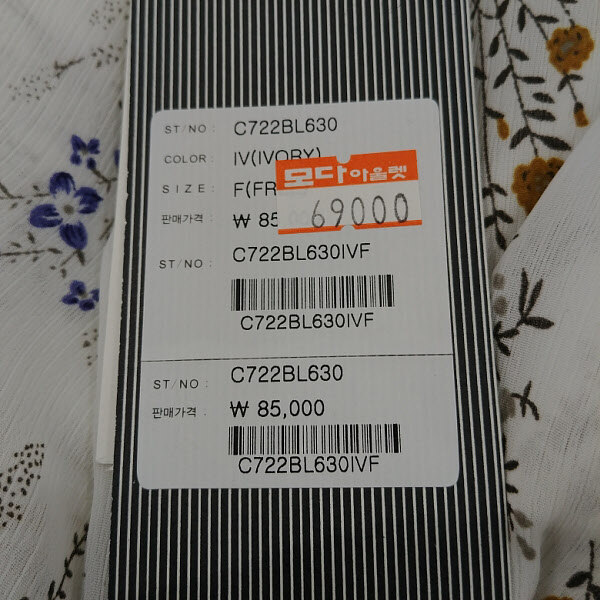 ST/NO : C722BL630
COLOR : IV(IVORY)
모다아울렛
SIZE : F(FR
판매가격 : ₩ 85
69000
ST/NO : C722BL630IVF
C722BL630IVF
ST/NO : C722BL630
판매가격 : ₩ 85,000
C722BL630IVF